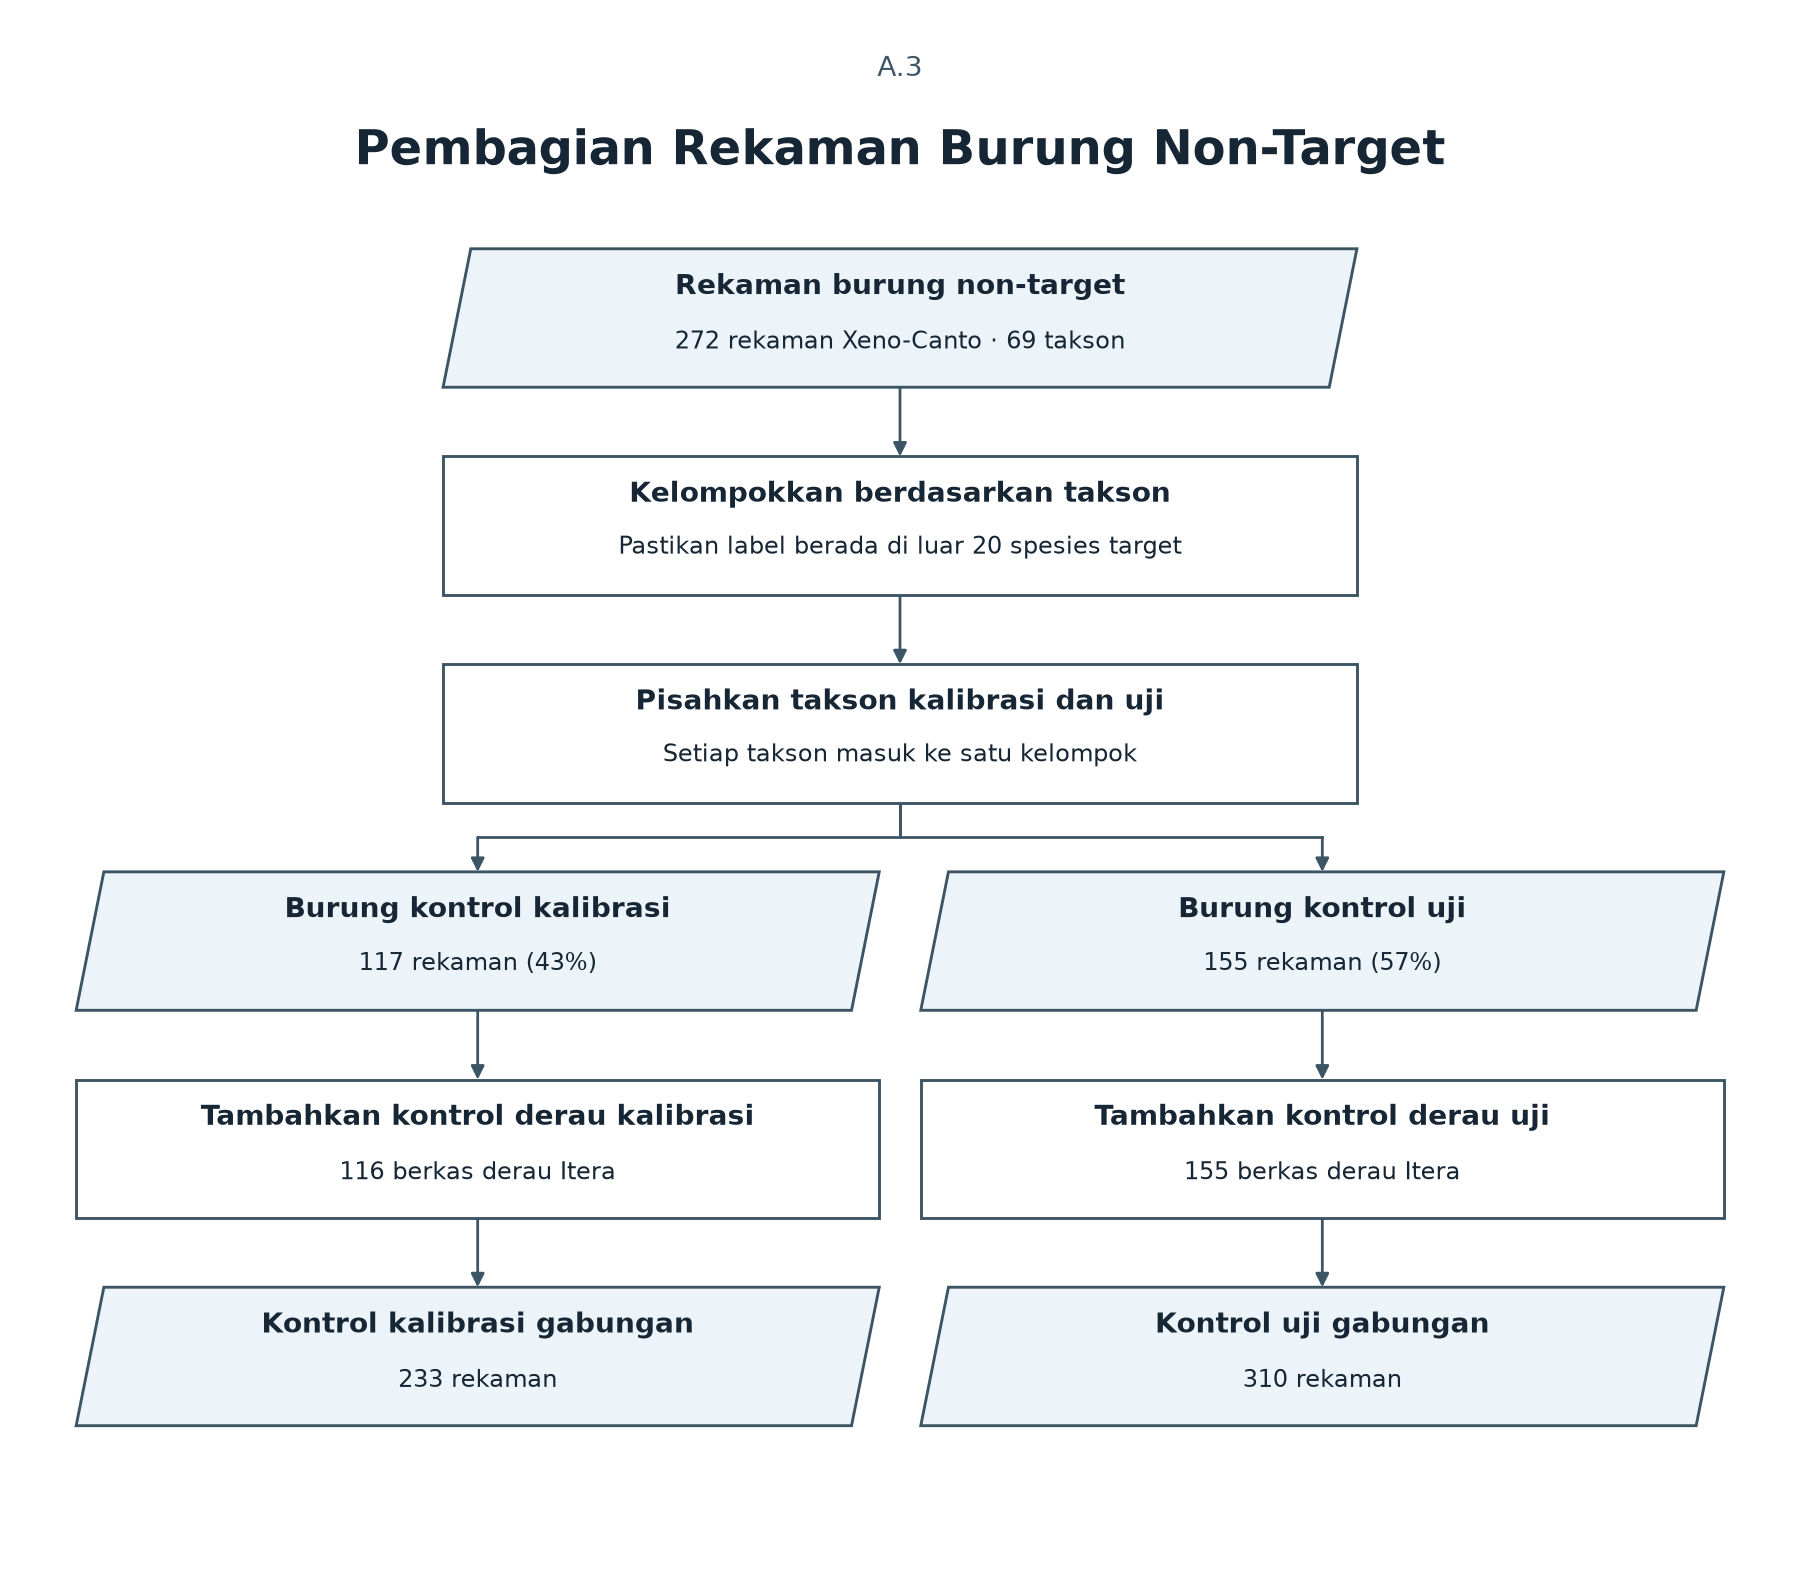 A.3
Pembagian Rekaman Burung Non-Target
Rekaman burung non-target
272 rekaman Xeno-Canto · 69 takson
Kelompokkan berdasarkan takson
Pastikan label berada di luar 20 spesies target
Pisahkan takson kalibrasi dan uji
Setiap takson masuk ke satu kelompok
Burung kontrol kalibrasi
117 rekaman (43%)
Burung kontrol uji
155 rekaman (57%)
Tambahkan kontrol derau kalibrasi
116 berkas derau Itera
Tambahkan kontrol derau uji
155 berkas derau Itera
Kontrol kalibrasi gabungan
233 rekaman
Kontrol uji gabungan
310 rekaman